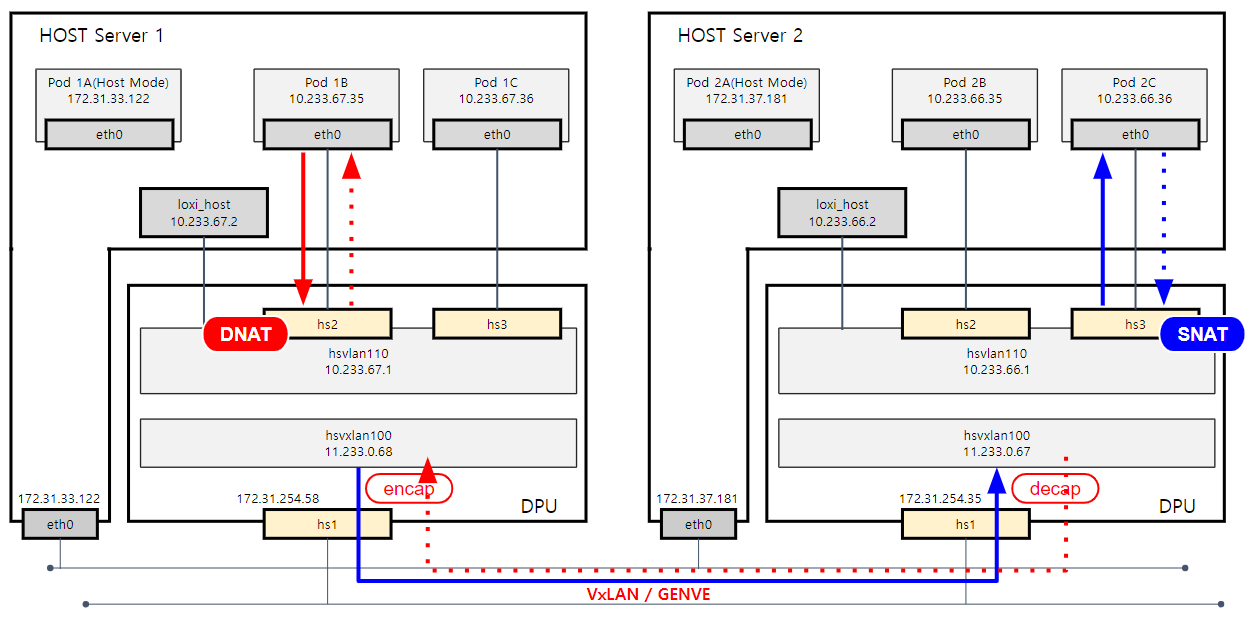 HOST Server 1
HOST Server 2
Pod 1A(Host Mode)
172.31.33.122
eth0
Pod 1B
10.233.67.35
eth0
Pod 1C
10.233.67.36
eth0
Pod 2A(Host Mode)
172.31.37.181
eth0
Pod 2B
10.233.66.35
eth0
Pod 2C
10.233.66.36
eth0
loxi_host
10.233.67.2
loxi_host
10.233.66.2
DNAT
hs2
hs3
hsvlan110
10.233.67.1
hs2
hs3
SNAT
hsvlan110
10.233.66.1
hsvxlan100
11.233.0.68
hsvxlan100
11.233.0.67
172.31.33.122
eth0
172.31.254.58
hs1
encap
DPU
172.31.37.181
eth0
172.31.254.35
hs1
decap
DPU
VxLAN / GENVE